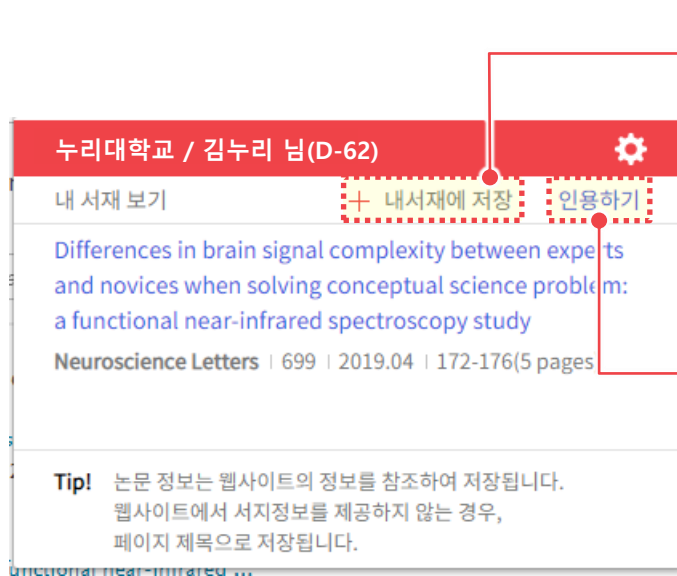 누리대학교 / 김누리 님(D-62)
내 서재 보기 + 내서재에 저장 인용하기
Differences in brain signal complexity between experts
and novices when solving conceptual science problem:
a functional near-infrared spectroscopy study
Neuroscience Letters | 699 | 2019.04 | 172-176(5 pages
Tip! 논문 정보는 웹사이트의 정보를 참조하여 저장됩니다.
웹사이트에서 서지정보를 제공하지 않는 경우,
페이지 제목으로 저장됩니다.
functional near-infrared ...